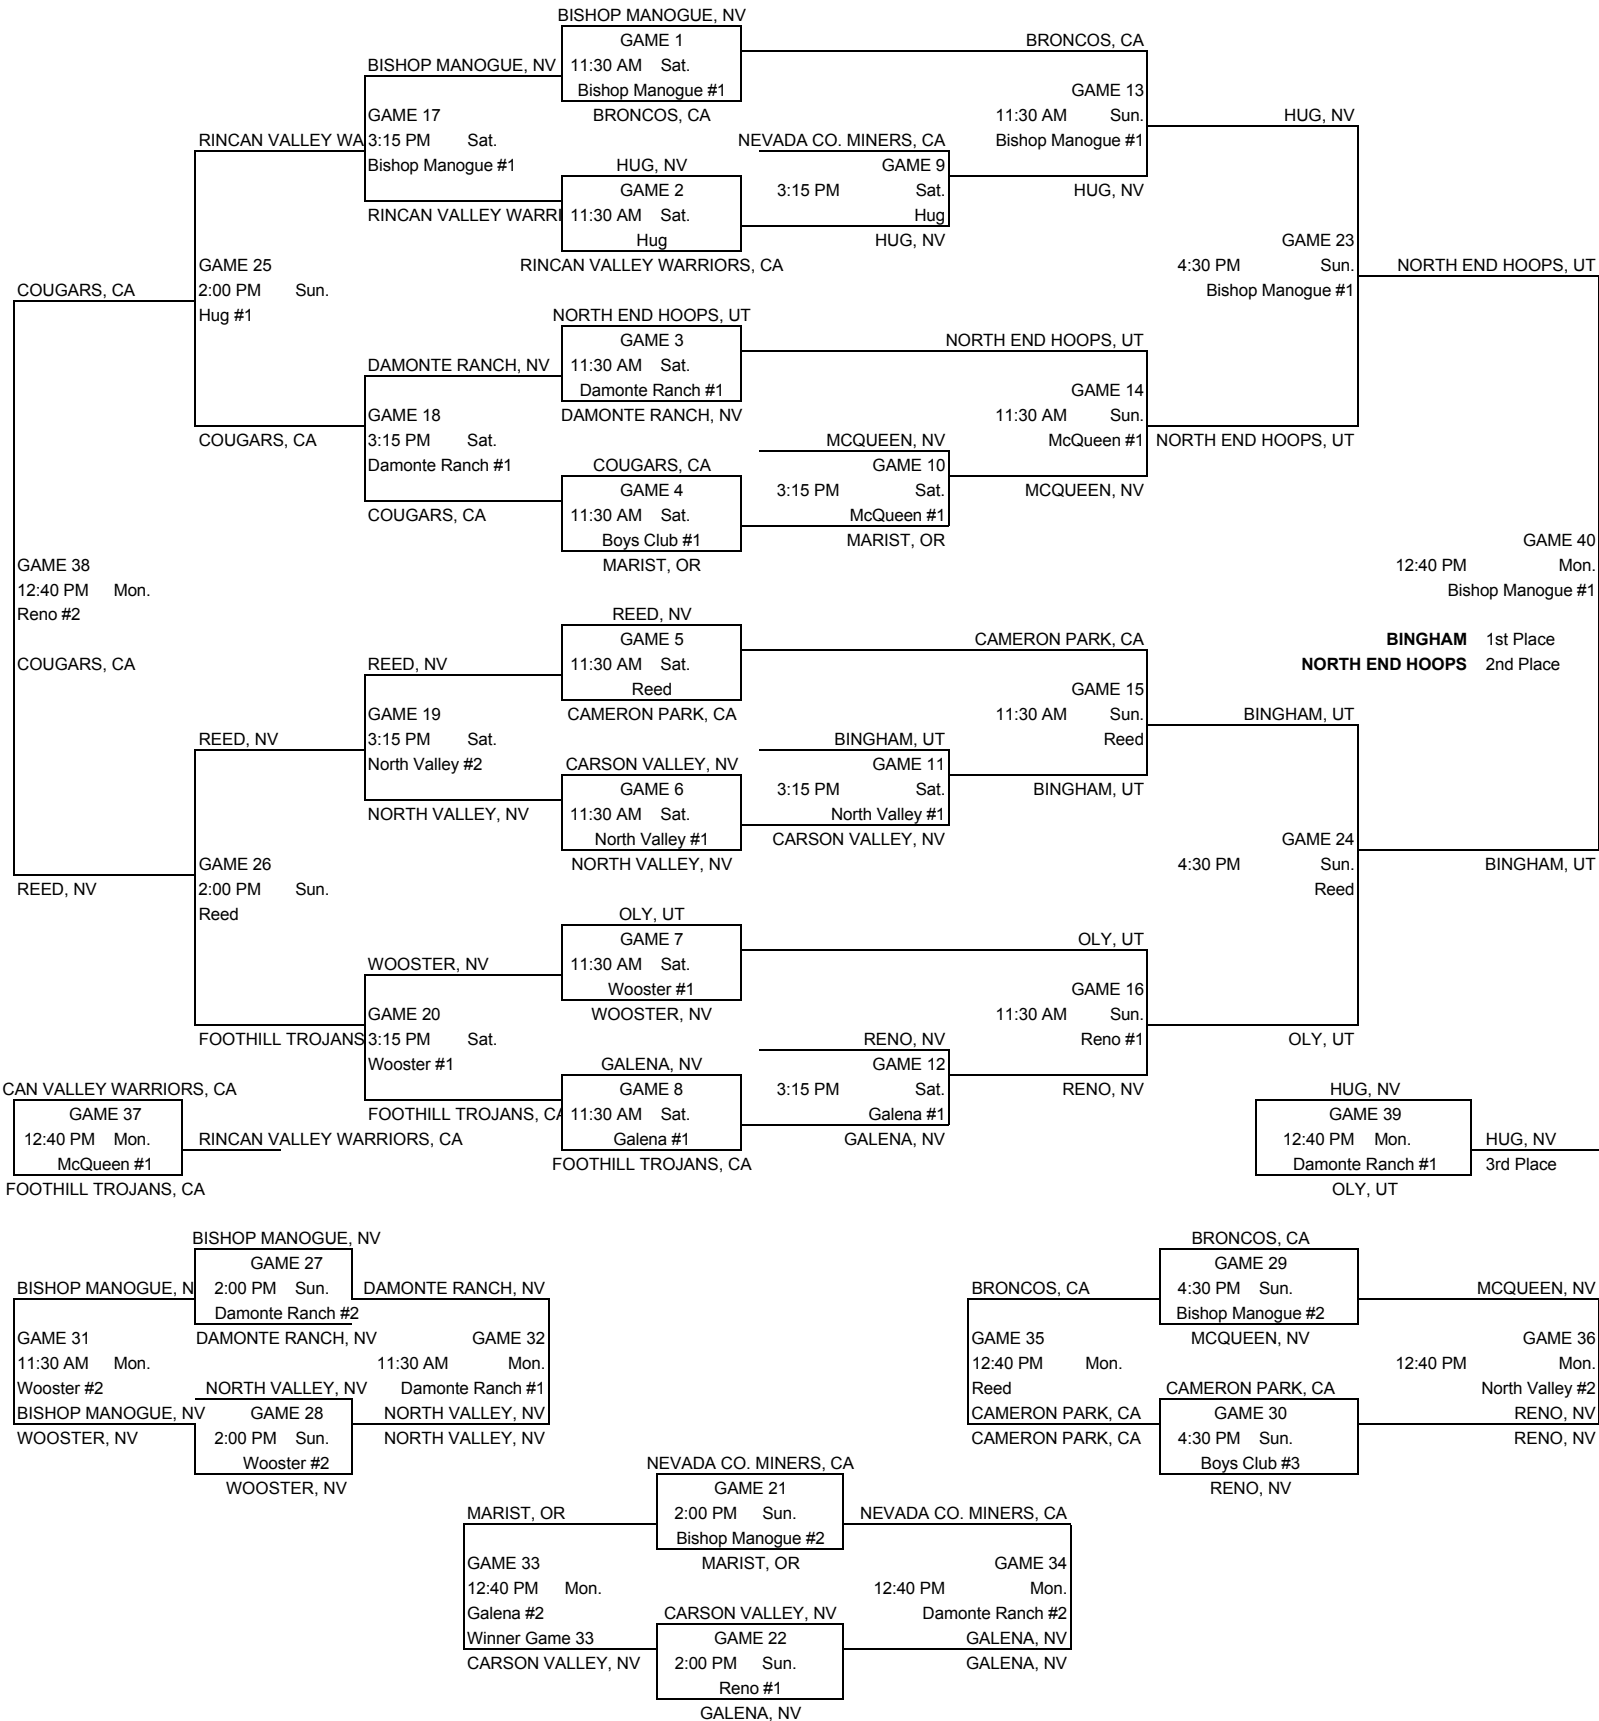 BISHOP MANOGUE, NV
GAME 1
11:30 AM Sat.
Bishop Manogue #1
BRONCOS, CA
BISHOP MANOGUE, NV
GAME 17
3:15 PM Sat.
Bishop Manogue #1
RINCAN VALLEY WARRI
HUG, NV
GAME 2
11:30 AM Sat.
Hug
RINCAN VALLEY WARRIORS, CA
BRONCOS, CA
GAME 13
11:30 AM Sun.
Bishop Manogue #1
HUG, NV
NEVADA CO. MINERS, CA
GAME 9
3:15 PM Sat.
Hug
HUG, NV
RINCAN VALLEY WA
GAME 25
2:00 PM Sun.
Hug #1
COUGARS, CA
HUG, NV
GAME 23
4:30 PM Sun.
Bishop Manogue #1
NORTH END HOOPS, UT
NORTH END HOOPS, UT
GAME 3
11:30 AM Sat.
Damonte Ranch #1
DAMONTE RANCH, NV
DAMONTE RANCH, NV
GAME 18
3:15 PM Sat.
Damonte Ranch #1
COUGARS, CA
COUGARS, CA
GAME 4
11:30 AM Sat.
Boys Club #1
MARIST, OR
NORTH END HOOPS, UT
GAME 14
11:30 AM Sun.
McQueen #1
MCQUEEN, NV
MCQUEEN, NV
GAME 10
3:15 PM Sat.
McQueen #1
MARIST, OR
COUGARS, CA
GAME 38
12:40 PM Mon.
Reno #2
COUGARS, CA
REED, NV
NORTH END HOOPS, UT
GAME 40
12:40 PM Mon.
Bishop Manogue #1
BINGHAM 1st Place
NORTH END HOOPS 2nd Place
BINGHAM, UT
REED, NV
GAME 5
11:30 AM Sat.
Reed
CAMERON PARK, CA
REED, NV
GAME 19
3:15 PM Sat.
North Valley #2
NORTH VALLEY, NV
CARSON VALLEY, NV
GAME 6
11:30 AM Sat.
North Valley #1
NORTH VALLEY, NV
CAMERON PARK, CA
GAME 15
11:30 AM Sun.
Reed
BINGHAM, UT
BINGHAM, UT
GAME 11
3:15 PM Sat.
North Valley #1
CARSON VALLEY, NV
REED, NV
GAME 26
2:00 PM Sun.
Reed
FOOTHILL TROJANS
BINGHAM, UT
GAME 24
4:30 PM Sun.
Reed
OLY, UT
OLY, UT
GAME 7
11:30 AM Sat.
Wooster #1
WOOSTER, NV
WOOSTER, NV
GAME 20
3:15 PM Sat.
Wooster #1
FOOTHILL TROJANS, CA
GALENA, NV
GAME 8
11:30 AM Sat.
Galena #1
FOOTHILL TROJANS, CA
OLY, UT
GAME 16
11:30 AM Sun.
Reno #1
RENO, NV
RENO, NV
GAME 12
3:15 PM Sat.
Galena #1
GALENA, NV
CAN VALLEY WARRIORS, CA
GAME 37
12:40 PM Mon.
McQueen #1
FOOTHILL TROJANS, CA
RINCAN VALLEY WARRIORS, CA
HUG, NV
GAME 39
12:40 PM Mon.
Damonte Ranch #1
OLY, UT
HUG, NV
3rd Place
BISHOP MANOGUE, NV
GAME 27
2:00 PM Sun.
Damonte Ranch #2
DAMONTE RANCH, NV
BISHOP MANOGUE, N
GAME 31
11:30 AM Mon.
Wooster #2
BISHOP MANOGUE, NV
WOOSTER, NV
NORTH VALLEY, NV
GAME 28
2:00 PM Sun.
Wooster #2
WOOSTER, NV
DAMONTE RANCH, NV
GAME 32
11:30 AM Mon.
Damonte Ranch #1
NORTH VALLEY, NV
NORTH VALLEY, NV
BRONCOS, CA
GAME 29
4:30 PM Sun.
Bishop Manogue #2
MCQUEEN, NV
BRONCOS, CA
GAME 35
12:40 PM Mon.
Reed
CAMERON PARK, CA
CAMERON PARK, CA
CAMERON PARK, CA
GAME 30
4:30 PM Sun.
Boys Club #3
RENO, NV
MCQUEEN, NV
GAME 36
12:40 PM Mon.
North Valley #2
RENO, NV
RENO, NV
NEVADA CO. MINERS, CA
GAME 21
2:00 PM Sun.
Bishop Manogue #2
MARIST, OR
MARIST, OR
GAME 33
12:40 PM Mon.
Galena #2
Winner Game 33
CARSON VALLEY, NV
CARSON VALLEY, NV
GAME 22
2:00 PM Sun.
Reno #1
GALENA, NV
NEVADA CO. MINERS, CA
GAME 34
12:40 PM Mon.
Damonte Ranch #2
GALENA, NV
GALENA, NV